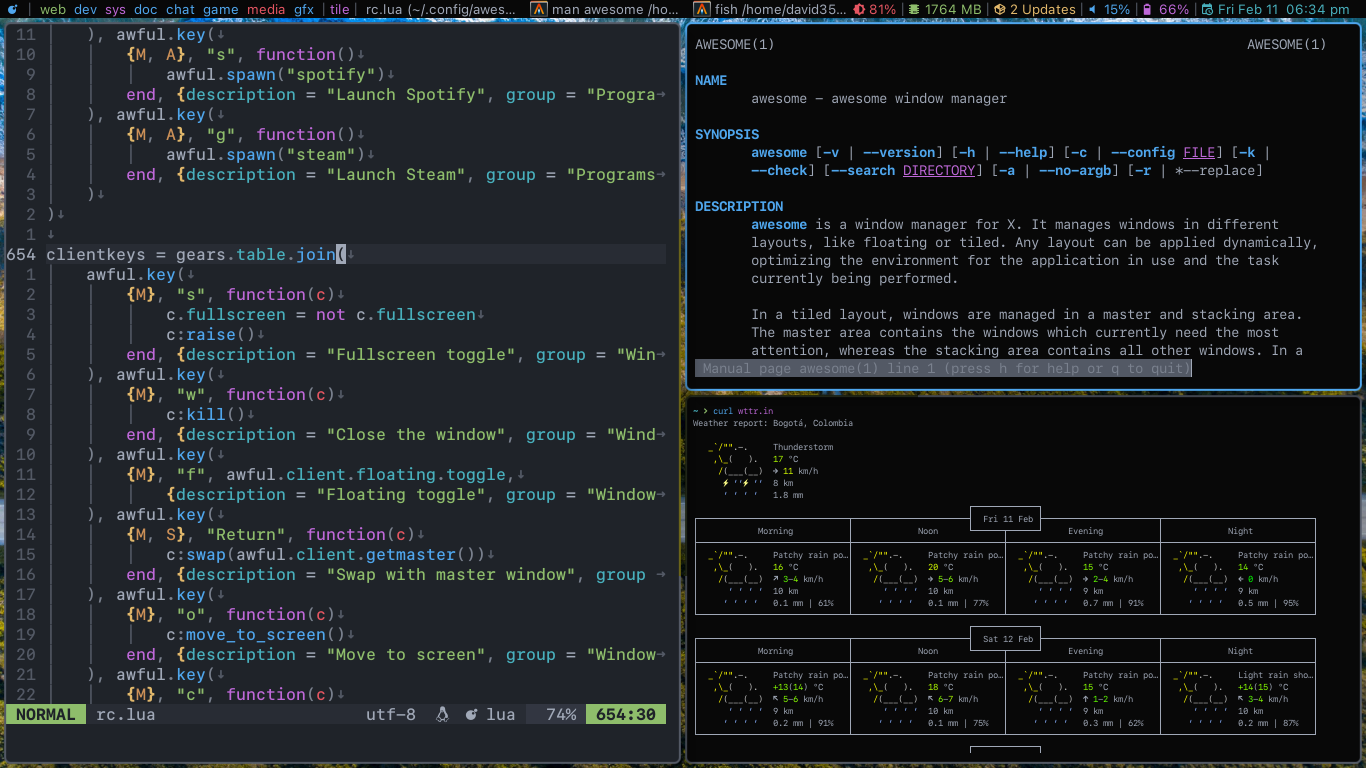 web dev sys doc chat game media gfx | tile | rc.lua (~/.config/awes... man awesome /ho... fish /home/david35... 81% | 1764 MB | 2 Updates | 15% | 66% | Fri Feb 11 06:34 pm
11 ), awful.key(↓
10 {M, A}, "s", function()↓
9 awful.spawn("spotify")↓
8 end, {description = "Launch Spotify", group = "Progra→
7 ), awful.key(↓
6 {M, A}, "g", function()↓
5 awful.spawn("steam")↓
4 end, {description = "Launch Steam", group = "Programs→
3 )↓
2 )↓
1 ↓
654 clientkeys = gears.table.join(↓
1 awful.key(↓
2 {M}, "s", function(c)↓
3 c.fullscreen = not c.fullscreen↓
4 c:raise()↓
5 end, {description = "Fullscreen toggle", group = "Win→
6 ), awful.key(↓
7 {M}, "w", function(c)↓
8 c:kill()↓
9 end, {description = "Close the window", group = "Wind→
10 ), awful.key(↓
11 {M}, "f", awful.client.floating.toggle,↓
12 {description = "Floating toggle", group = "Window→
13 ), awful.key(↓
14 {M, S}, "Return", function(c)↓
15 c:swap(awful.client.getmaster())↓
16 end, {description = "Swap with master window", group →
17 ), awful.key(↓
18 {M}, "o", function(c)↓
19 c:move_to_screen()↓
20 end, {description = "Move to screen", group = "Window→
21 ), awful.key(↓
22 {M}, "c", function(c)↓
NORMAL rc.lua utf-8 lua 74% 654:30
AWESOME(1) AWESOME(1)
NAME
awesome - awesome window manager
SYNOPSIS
awesome [-v | --version] [-h | --help] [-c | --config FILE] [-k |
--check] [--search DIRECTORY] [-a | --no-argb] [-r | *--replace]
DESCRIPTION
awesome is a window manager for X. It manages windows in different
layouts, like floating or tiled. Any layout can be applied dynamically,
optimizing the environment for the application in use and the task
currently being performed.
In a tiled layout, windows are managed in a master and stacking area.
The master area contains the windows which currently need the most
attention, whereas the stacking area contains all other windows. In a
Manual page awesome(1) line 1 (press h for help or q to quit)
~ > curl wttr.in
Weather report: Bogotá, Colombia
Thunderstorm
17 °C
→ 11 km/h
8 km
1.8 mm
Fri 11 Feb
Morning Noon Evening Night
Patchy rain po… Patchy rain po… Patchy rain po… Patchy rain po…
16 °C 20 °C 15 °C 14 °C
↗ 3-4 km/h → 5-6 km/h → 2-4 km/h ← 0 km/h
10 km 10 km 9 km 9 km
0.1 mm | 61% 0.1 mm | 77% 0.7 mm | 91% 0.5 mm | 95%
Sat 12 Feb
Morning Noon Evening Night
Patchy rain po… Patchy rain po… Patchy rain po… Light rain sho…
+13(14) °C 18 °C 15 °C +14(15) °C
↖ 5-6 km/h ↖ 6-7 km/h ↑ 1-2 km/h ↖ 3-4 km/h
9 km 10 km 9 km 10 km
0.2 mm | 91% 0.1 mm | 75% 0.3 mm | 62% 0.2 mm | 87%